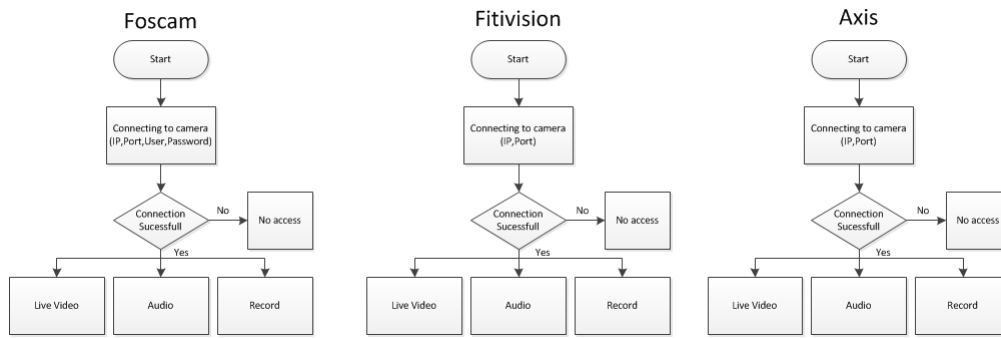 Foscam
Start
Connecting to camera
(IP,Port,User,Password)
Connection
Sucessfull
No
No access
Yes
Live Video
Audio
Record
Fitivision
Start
Connecting to camera
(IP,Port)
Connection
Sucessfull
No
No access
Yes
Live Video
Audio
Record
Axis
Start
Connecting to camera
(IP,Port)
Connection
Sucessfull
No
No access
Yes
Live Video
Audio
Record